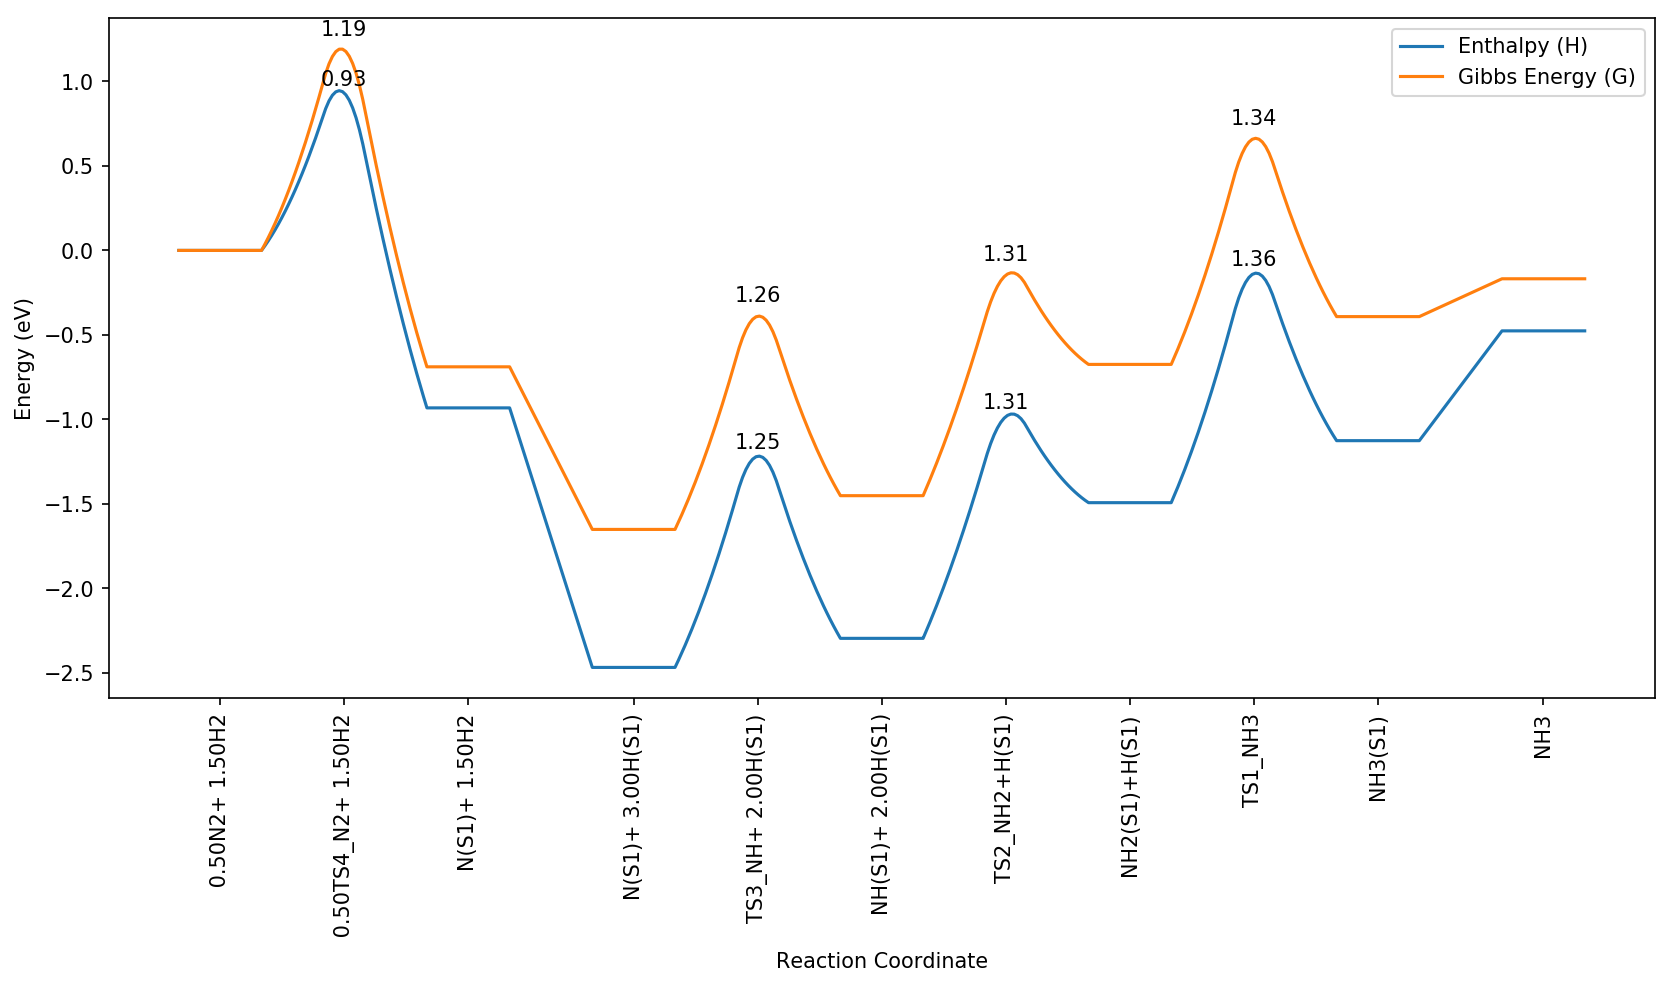 1.19
0.93
1.26
1.25
1.31
1.31
1.34
1.36
Enthalpy (H)
Gibbs Energy (G)
1.0
0.5
0.0
−0.5
−1.0
−1.5
−2.0
−2.5
Energy (eV)
0.50N2+ 1.50H2
0.50TS4_N2+ 1.50H2
N(S1)+ 1.50H2
N(S1)+ 3.00H(S1)
TS3_NH+ 2.00H(S1)
NH(S1)+ 2.00H(S1)
TS2_NH2+H(S1)
NH2(S1)+H(S1)
TS1_NH3
NH3(S1)
NH3
Reaction Coordinate